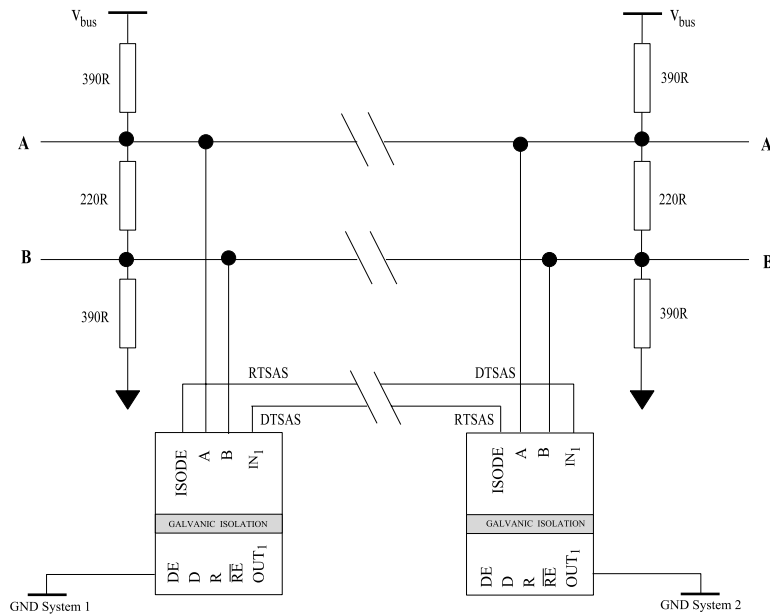 Vbus
Vbus
390R
390R
A
A
220R
220R
B
B
390R
390R
RTSAS
DTSAS
DTSAS
RTSAS
ISODE
A
B
IN1
ISODE
A
B
IN1
GALVANIC ISOLATION
GALVANIC ISOLATION
DE
D
R
RE
OUT1
DE
D
R
RE
OUT1
GND System 1
GND System 2